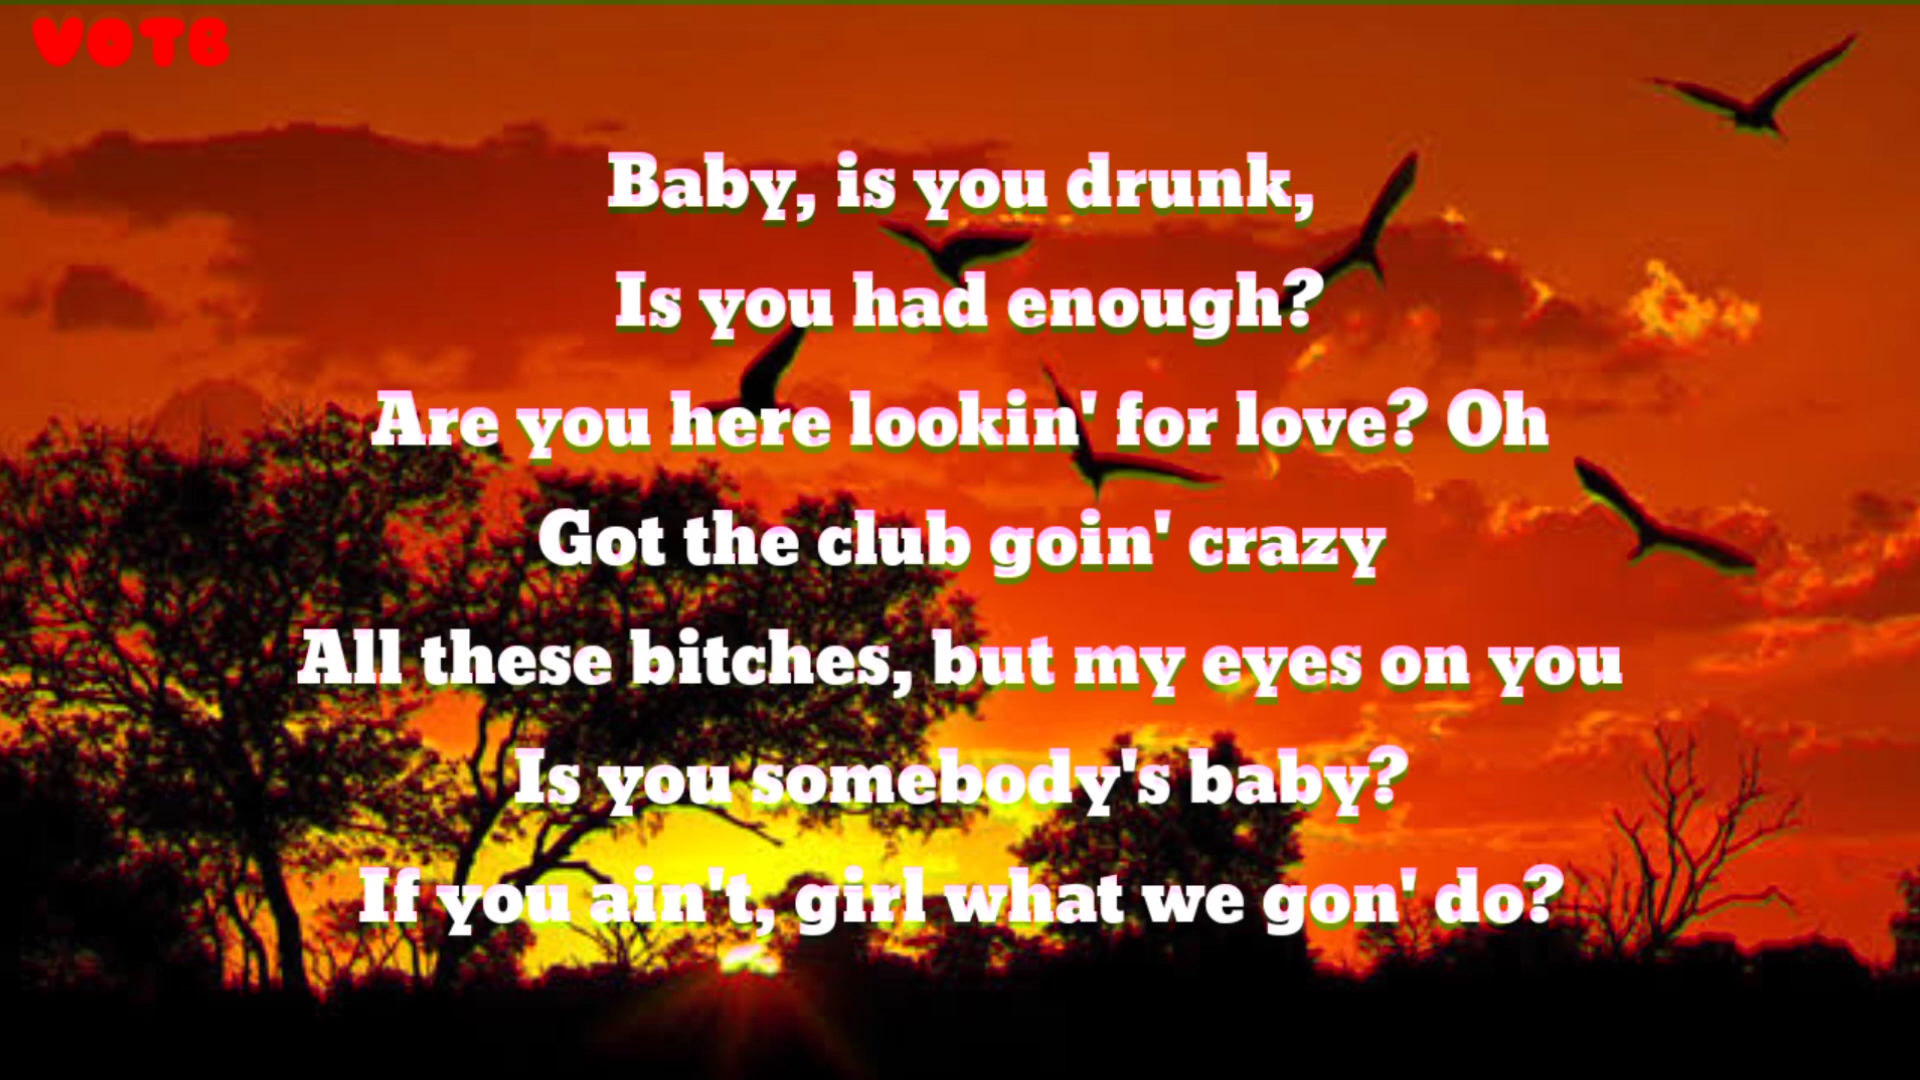 VOTB
Baby, is you drunk,
Is you had enough?
Are you here lookin' for love? Oh
Got the club goin' crazy
All these bitches, but my eyes on you
Is you somebody's baby?
If you ain't, girl what we gon' do?